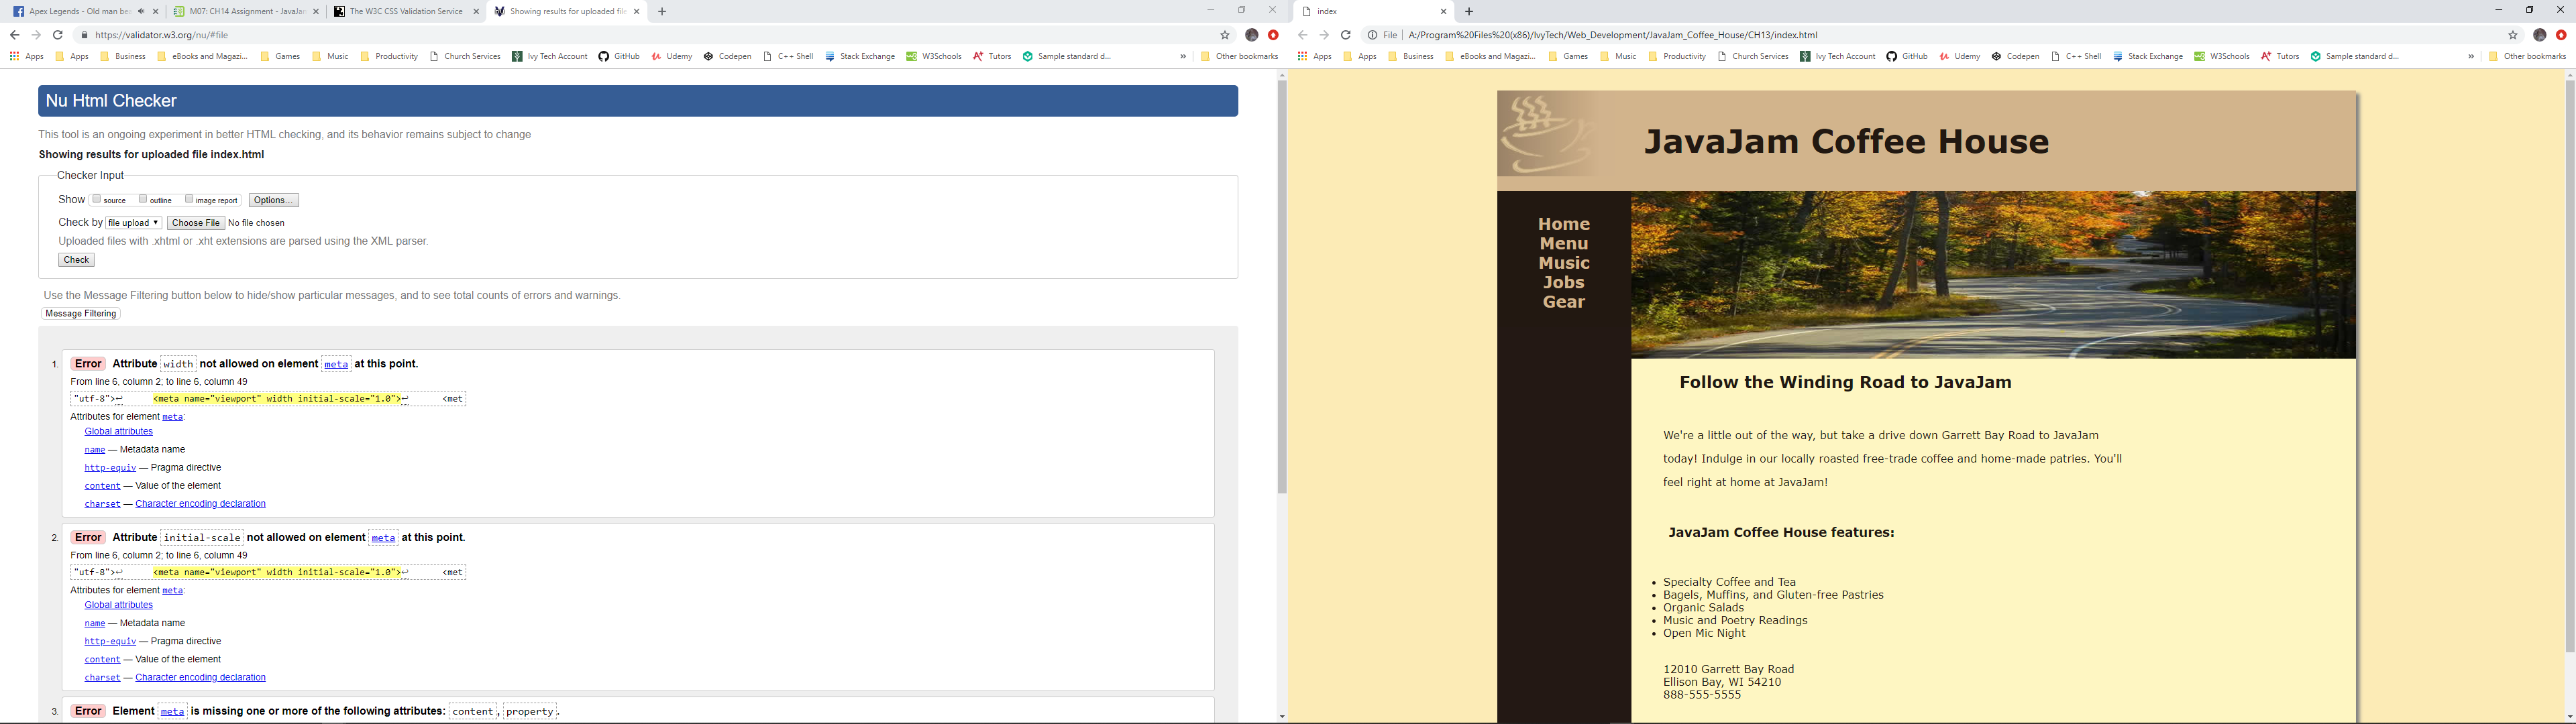 Apex Legends - Old man be
M07: CH14 Assignment - JavaJam
The W3C CSS Validation Service
Showing results for uploaded file
https://validator.w3.org/nu/#file
Apps
Apps
Business
eBooks and Magazi...
Games
Music
Productivity
Church Services
Ivy Tech Account
GitHub
Udemy
Codepen
C++ Shell
Stack Exchange
W3Schools
Tutors
Sample standard d...
»
Other bookmarks
Nu Html Checker
This tool is an ongoing experiment in better HTML checking, and its behavior remains subject to change
Showing results for uploaded file index.html
Checker Input
Show source outline image report Options...
Check by file upload Choose File No file chosen
Uploaded files with .xhtml or .xht extensions are parsed using the XML parser.
Check
Use the Message Filtering button below to hide/show particular messages, and to see total counts of errors and warnings.
Message Filtering
1. Error Attribute width not allowed on element meta at this point.
From line 6, column 2; to line 6, column 49
"utf-8">↩ <meta name="viewport" width initial-scale="1.0">↩ <met
Attributes for element meta:
Global attributes
name — Metadata name
http-equiv — Pragma directive
content — Value of the element
charset — Character encoding declaration
2. Error Attribute initial-scale not allowed on element meta at this point.
From line 6, column 2; to line 6, column 49
"utf-8">↩ <meta name="viewport" width initial-scale="1.0">↩ <met
Attributes for element meta:
Global attributes
name — Metadata name
http-equiv — Pragma directive
content — Value of the element
charset — Character encoding declaration
3. Error Element meta is missing one or more of the following attributes: content, property.
index
File A:/Program%20Files%20(x86)/IvyTech/Web_Development/JavaJam_Coffee_House/CH13/index.html
Apps
Apps
Business
eBooks and Magazi...
Games
Music
Productivity
Church Services
Ivy Tech Account
GitHub
Udemy
Codepen
C++ Shell
Stack Exchange
W3Schools
Tutors
Sample standard d...
»
Other bookmarks
JavaJam Coffee House
Home
Menu
Music
Jobs
Gear
Follow the Winding Road to JavaJam
We're a little out of the way, but take a drive down Garrett Bay Road to JavaJam
today! Indulge in our locally roasted free-trade coffee and home-made patries. You'll
feel right at home at JavaJam!
JavaJam Coffee House features:
• Specialty Coffee and Tea
• Bagels, Muffins, and Gluten-free Pastries
• Organic Salads
• Music and Poetry Readings
• Open Mic Night
12010 Garrett Bay Road
Ellison Bay, WI 54210
888-555-5555